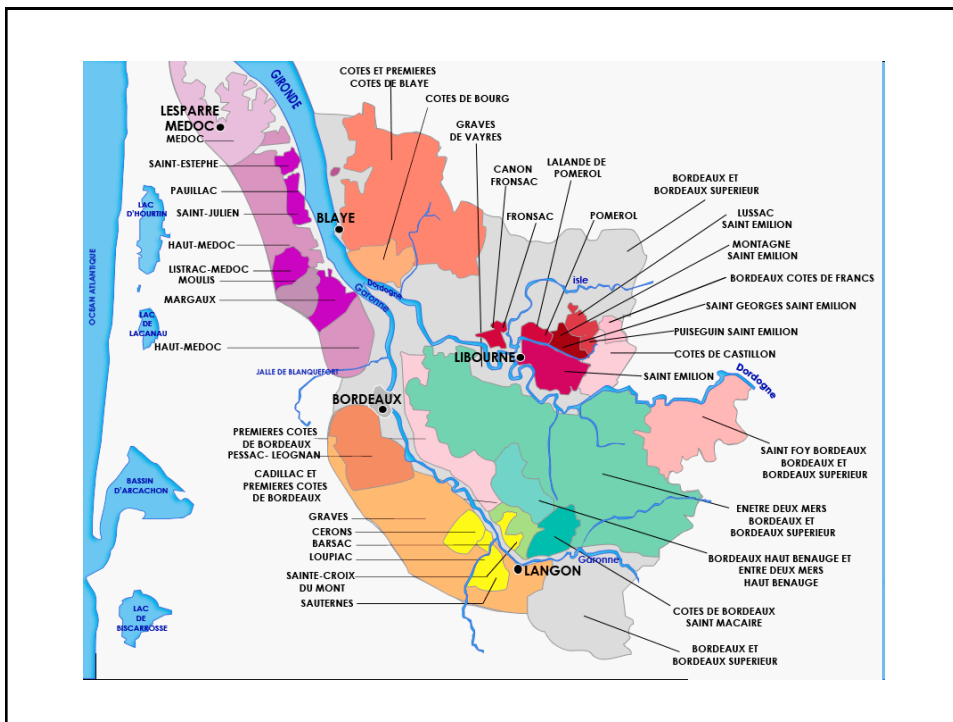 COTES ET PREMIERES
COTES DE BLAYE
GIRONDE
COTES DE BOURG
LESPARRE
MEDOC
MEDOC
GRAVES
DE VAYRES
SAINT-ESTEPHE
CANON
FRONSAC
LALANDE DE
POMEROL
BORDEAUX ET
BORDEAUX SUPERIEUR
PAUILLAC
LAC
D'HOURTIN
SAINT-JULIEN
BLAYE
FRONSAC
POMEROL
LUSSAC
SAINT EMILION
HAUT-MEDOC
MONTAGNE
SAINT EMILION
LISTRAC-MEDOC
MOULIS
isle
BORDEAUX COTES DE FRANCS
OCEAN ATLANTIQUE
Dordogne
Garonne
MARGAUX
SAINT GEORGES SAINT EMILION
LAC
DE
LACANAU
PUISEGUIN SAINT EMILION
HAUT-MEDOC
LIBOURNE
COTES DE CASTILLON
JALLE DE BLANQUEFORT
SAINT EMILION
Dordogne
BORDEAUX
PREMIERES COTES
DE BORDEAUX
PESSAC- LEOGNAN
SAINT FOY BORDEAUX
BORDEAUX ET
BORDEAUX SUPERIEUR
CADILLAC ET
PREMIERES COTES
DE BORDEAUX
BASSIN
D'ARCACHON
GRAVES
ENETRE DEUX MERS
BORDEAUX ET
BORDEAUX SUPERIEUR
CERONS
BARSAC
LOUPIAC
Garonne
BORDEAUX HAUT BENAUGE ET
ENTRE DEUX MERS
HAUT BENAUGE
LANGON
SAINTE-CROIX
DU MONT
SAUTERNES
LAC
DE
BISCARROSSE
COTES DE BORDEAUX
SAINT MACAIRE
BORDEAUX ET
BORDEAUX SUPERIEUR